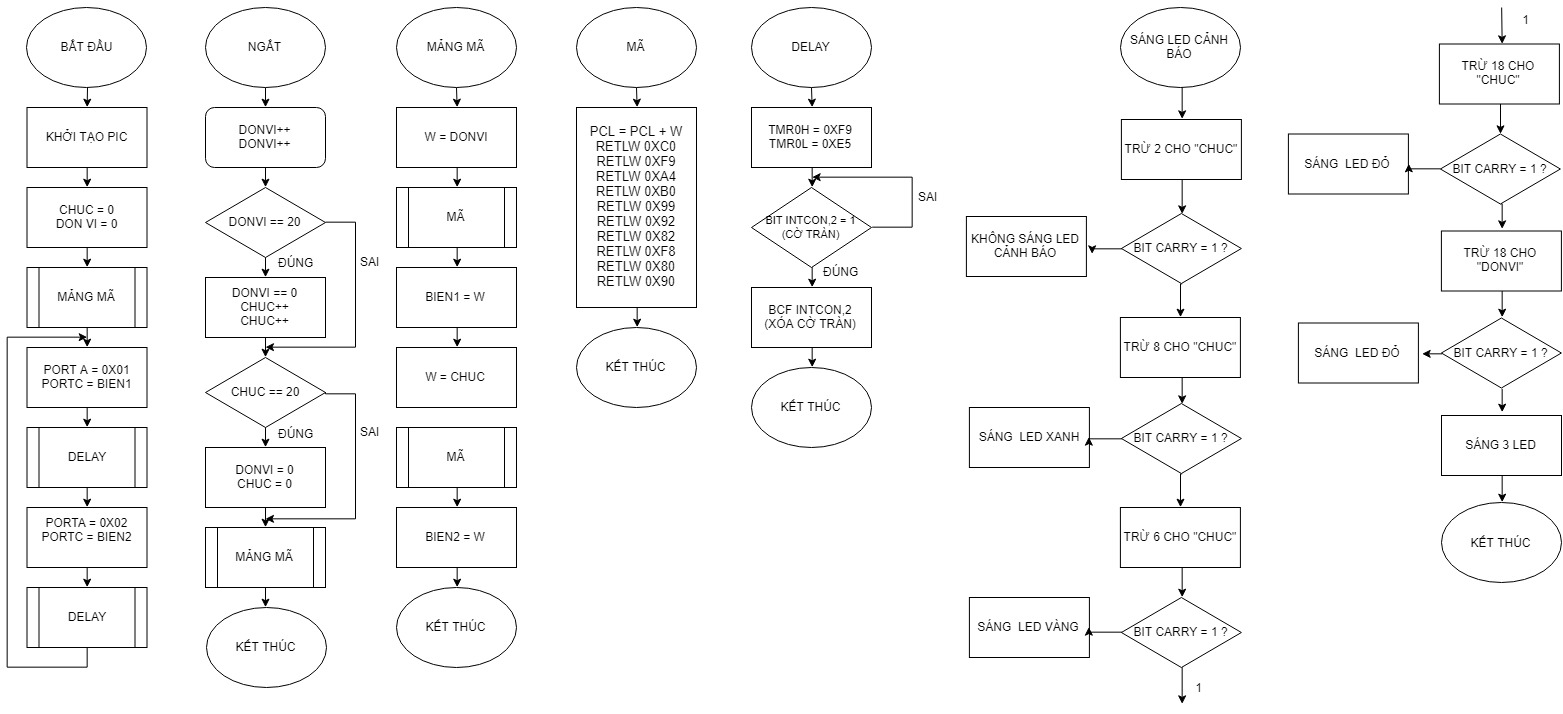 BẮT ĐẦU
KHỞI TẠO PIC
CHUC = 0
DON VI = 0
MẢNG MÃ
PORT A = 0X01
PORTC = BIEN1
DELAY
PORTA = 0X02
PORTC = BIEN2
DELAY
NGẮT
DONVI++
DONVI++
DONVI == 20
ĐÚNG
SAI
DONVI == 0
CHUC++
CHUC++
CHUC == 20
ĐÚNG
SAI
DONVI = 0
CHUC = 0
MẢNG MÃ
KẾT THÚC
MẢNG MÃ
W = DONVI
MÃ
BIEN1 = W
W = CHUC
MÃ
BIEN2 = W
KẾT THÚC
MÃ
PCL = PCL + W
RETLW 0XC0
RETLW 0XF9
RETLW 0XA4
RETLW 0XB0
RETLW 0X99
RETLW 0X92
RETLW 0X82
RETLW 0XF8
RETLW 0X80
RETLW 0X90
KẾT THÚC
DELAY
TMR0H = 0XF9
TMR0L = 0XE5
BIT INTCON,2 = 1
(CỜ TRÀN)
SAI
ĐÚNG
BCF INTCON,2
(XÓA CỜ TRÀN)
KẾT THÚC
SÁNG LED CẢNH
BÁO
TRỪ 2 CHO "CHUC"
BIT CARRY = 1 ?
KHÔNG SÁNG LED
CẢNH BÁO
TRỪ 8 CHO "CHUC"
BIT CARRY = 1 ?
SÁNG  LED XANH
TRỪ 6 CHO "CHUC"
BIT CARRY = 1 ?
SÁNG  LED VÀNG
1
1
TRỪ 18 CHO
"CHUC"
BIT CARRY = 1 ?
SÁNG  LED ĐỎ
TRỪ 18 CHO
"DONVI"
BIT CARRY = 1 ?
SÁNG  LED ĐỎ
SÁNG 3 LED
KẾT THÚC